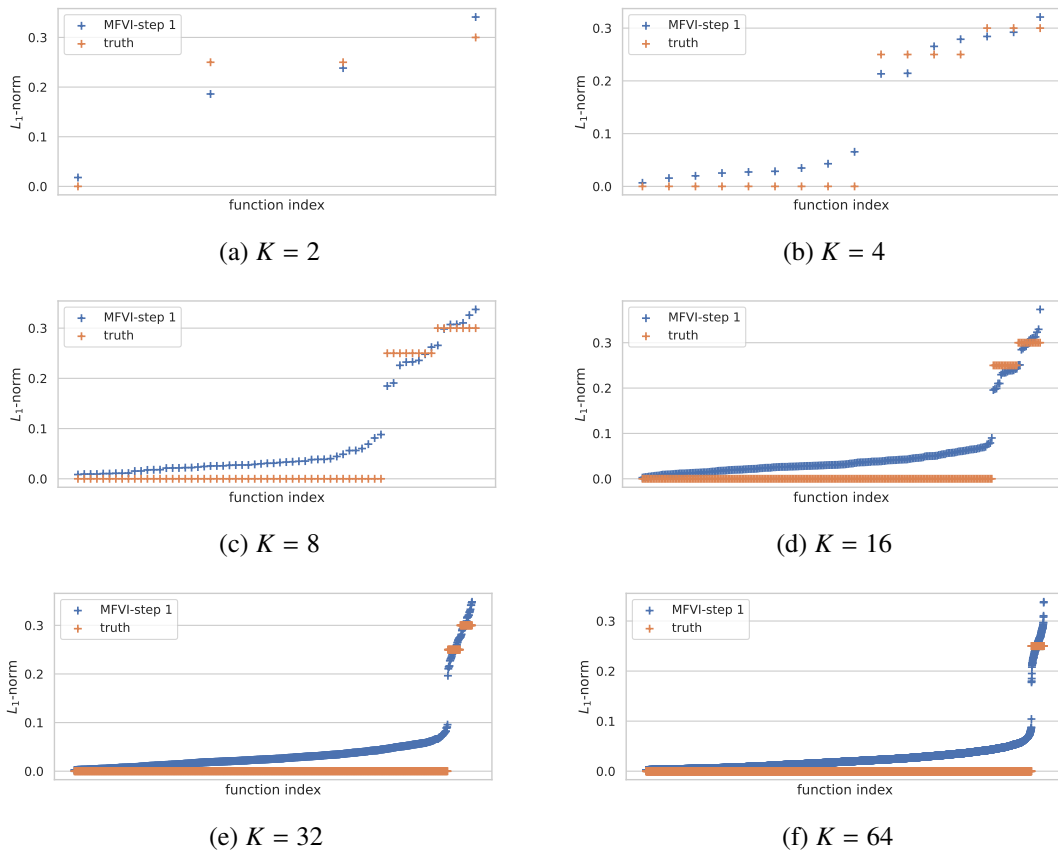 MFVI-step 1
truth
0.3
0.2
0.1
0.0
L1-norm
function index
(a) K = 2
MFVI-step 1
truth
0.3
0.2
0.1
0.0
L1-norm
function index
(b) K = 4
MFVI-step 1
truth
0.3
0.2
0.1
0.0
L1-norm
function index
(c) K = 8
MFVI-step 1
truth
0.3
0.2
0.1
0.0
L1-norm
function index
(d) K = 16
MFVI-step 1
truth
0.3
0.2
0.1
0.0
L1-norm
function index
(e) K = 32
MFVI-step 1
truth
0.3
0.2
0.1
0.0
L1-norm
function index
(f) K = 64